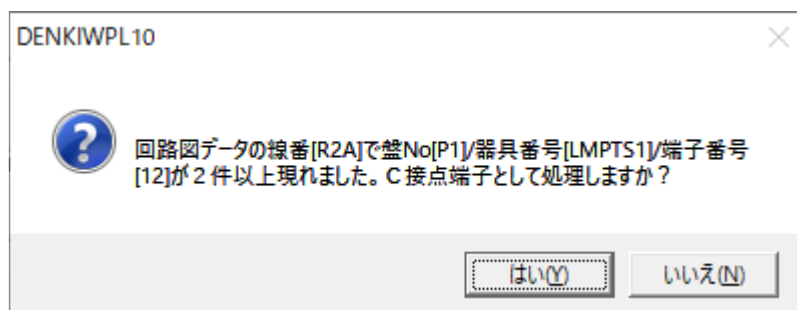 DENKIWPL10
回路図データの線番[R2A]で盤No[P1]/器具番号[LMPTS1]/端子番号
[12]が２件以上現れました。Ｃ接点端子として処理しますか？
はい(Y)
いいえ(N)